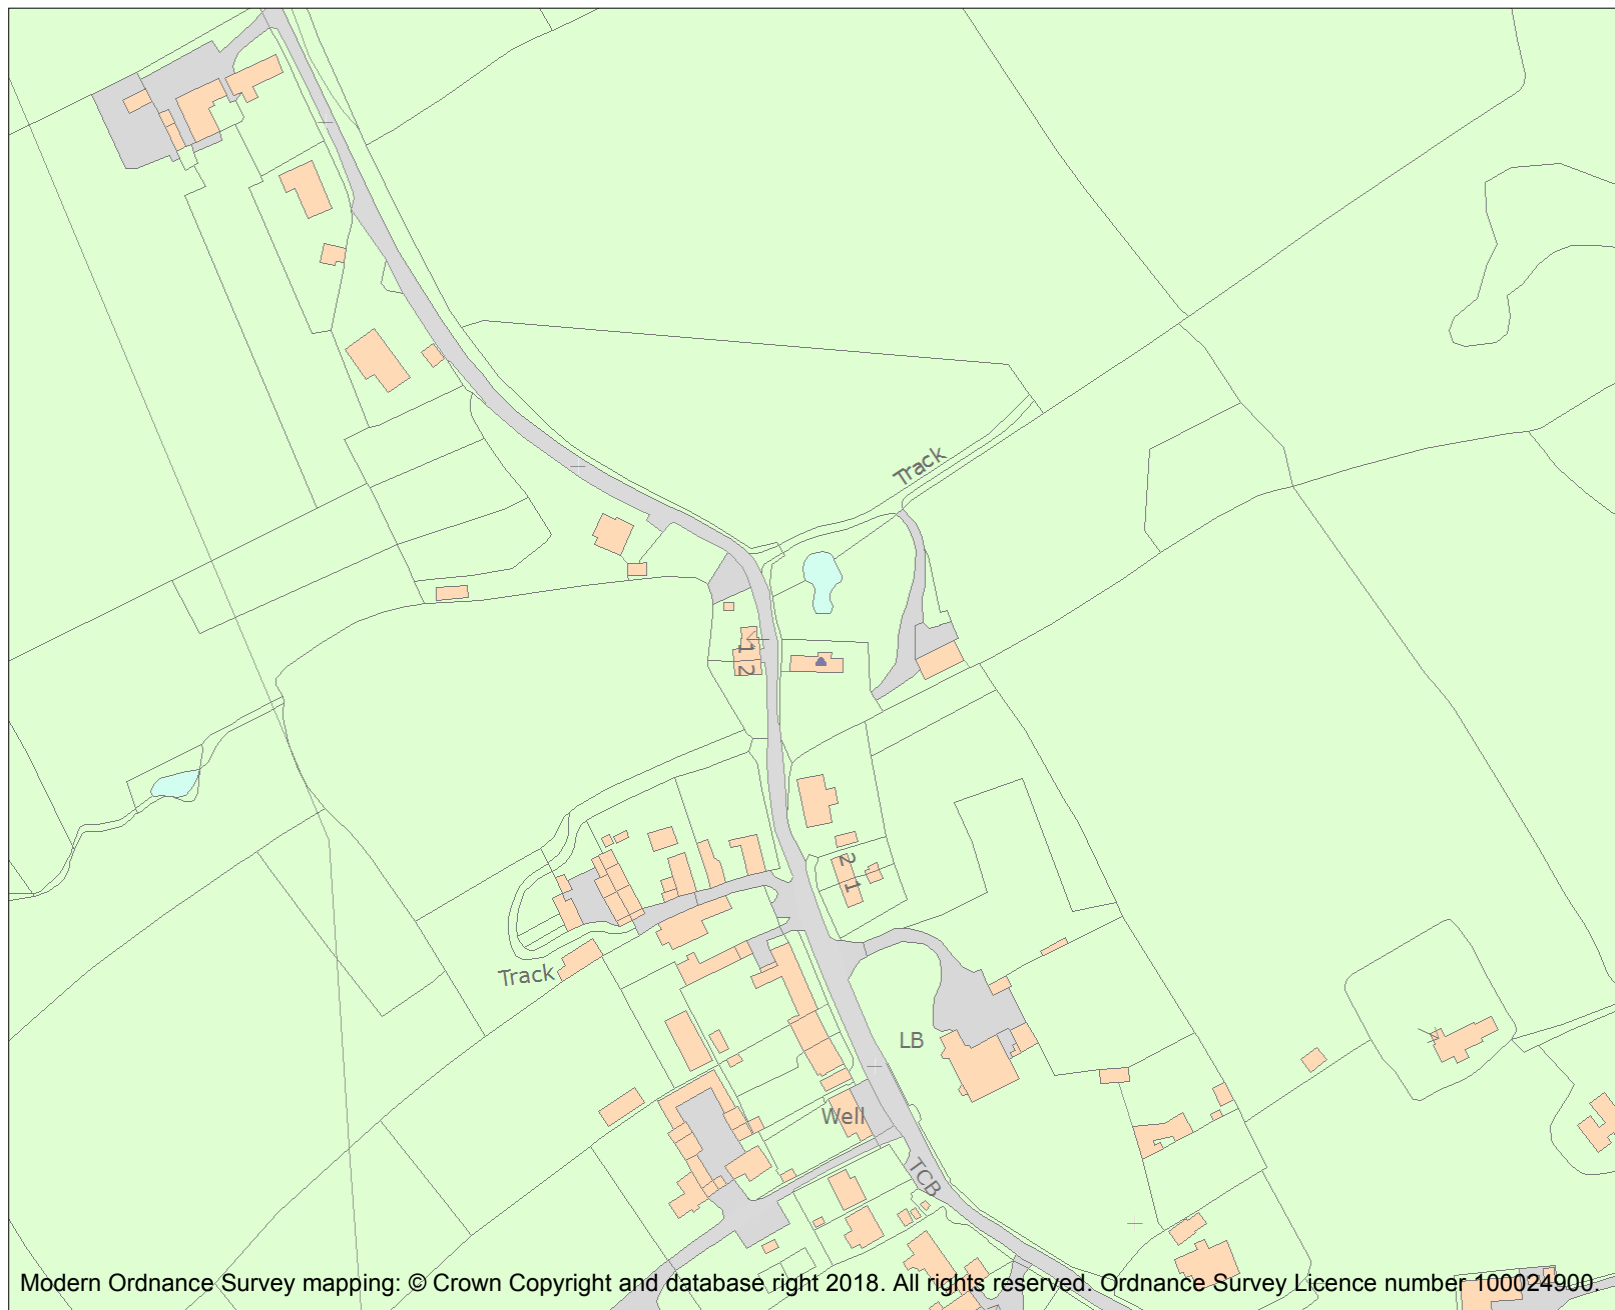 Track
1
2
2
1
Track
LB
Well
TCB
Modern Ordnance Survey mapping: © Crown Copyright and database right 2018. All rights reserved. Ordnance Survey Licence number 100024900.